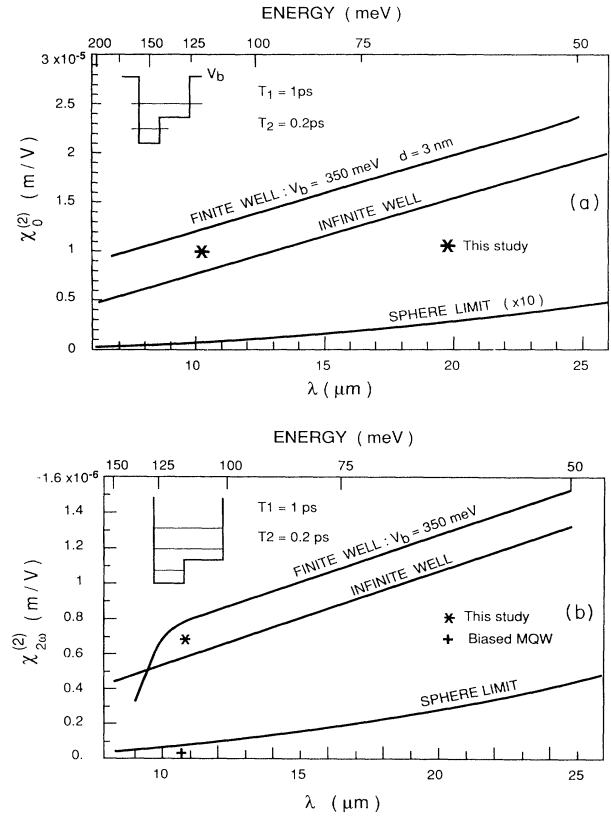 ENERGY ( meV )
200 150 125 100 75 50
3 x10⁻⁵
2.5
2
1.5
1
0.5
0
χ₀⁽²⁾ ( m / V )
V_b
T₁ = 1ps
T₂ = 0.2ps
FINITE WELL : V_b = 350 meV d = 3 nm
INFINITE WELL
(a)
This study
SPHERE LIMIT ( x10 )
10 15 20 25
λ ( μm )
ENERGY ( meV )
150 120 100 75 50
-1.6 x10⁻⁶
1.4
1.2
1
0.8
0.6
0.4
0.2
0.
χ₂ω⁽²⁾ ( m / V )
T1 = 1 ps
T2 = 0.2 ps
FINITE WELL : V_b = 350 meV
INFINITE WELL
This study
(b)
Biased MQW
SPHERE LIMIT
10 15 20 25
λ ( μm )